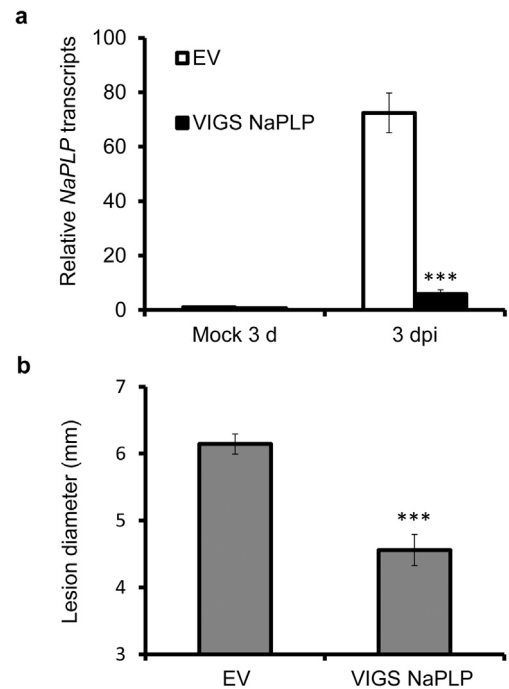 a
Relative NaPLP transcripts
100
80
60
40
20
0
EV
VIGS NaPLP
***
Mock 3 d
3 dpi
b
Lesion diameter (mm)
7
6
5
4
3
***
EV
VIGS NaPLP